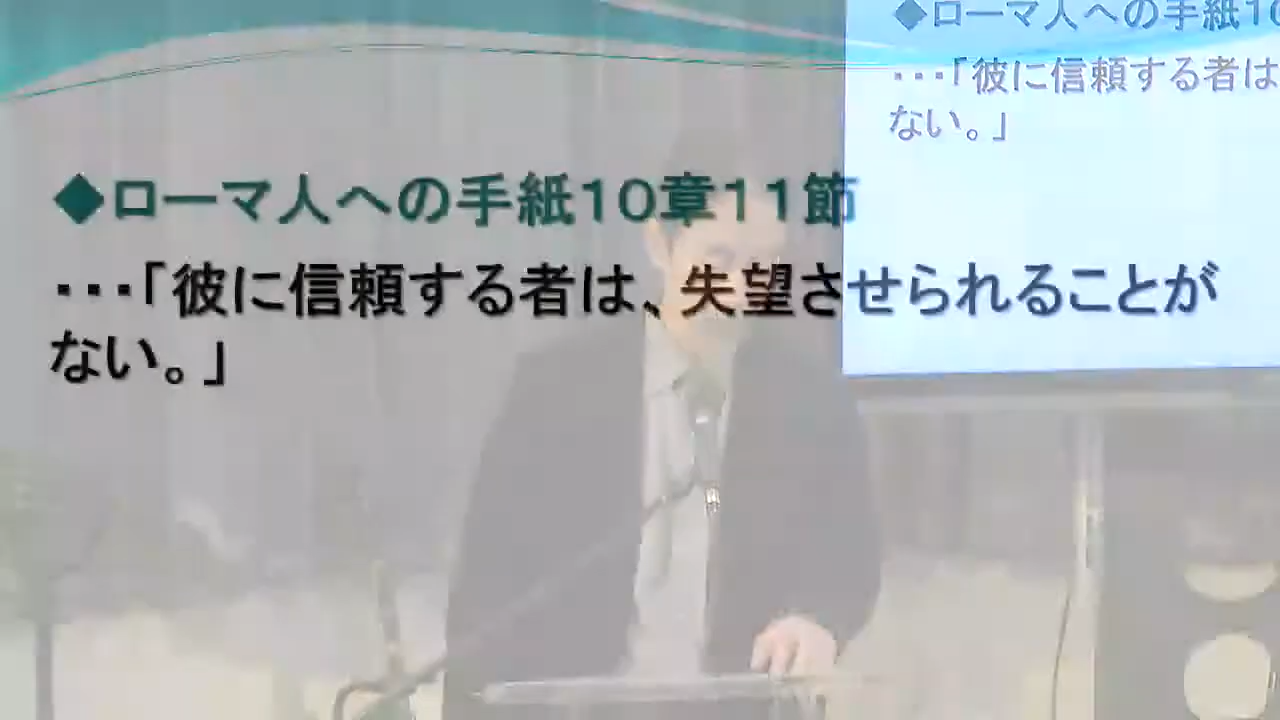 ◆ローマ人への手紙10
・・・「彼に信頼する者は
ない。」
◆ローマ人への手紙10章11節
・・・「彼に信頼する者は、失望させられることが
ない。」